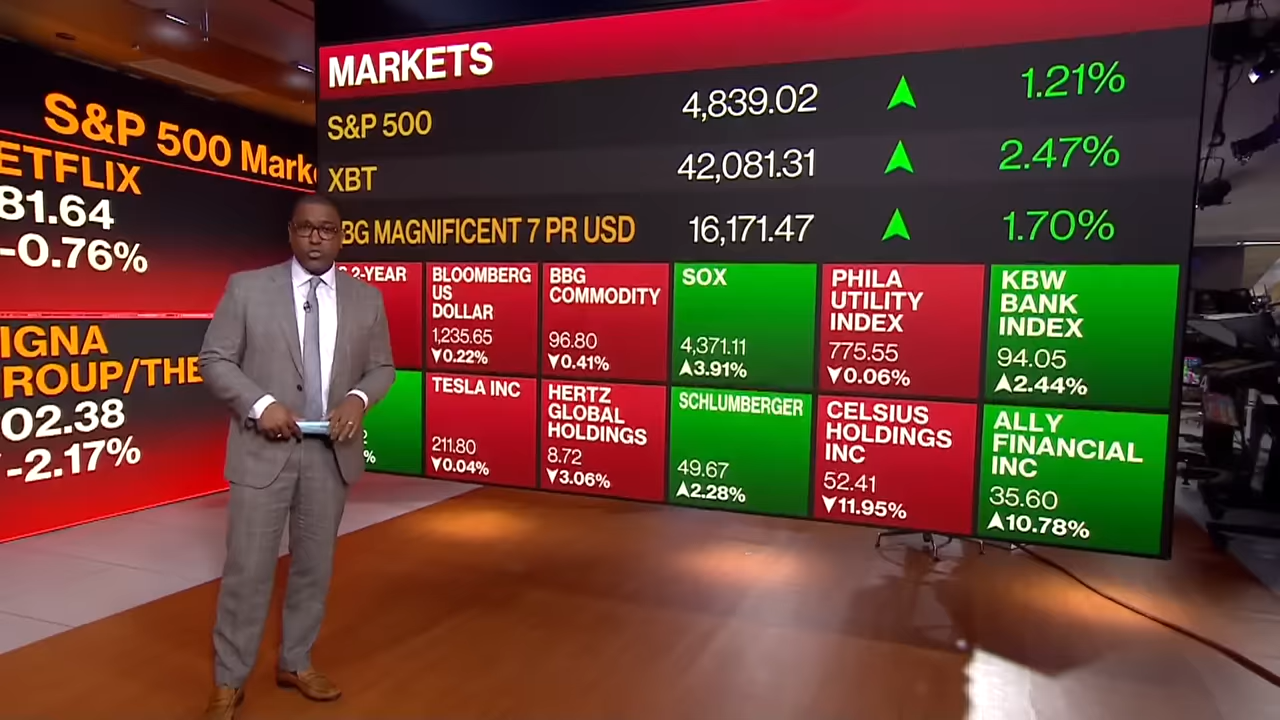 S&P 500 Mark
ETFLIX
81.64
-0.76%
IGNA
ROUP/THE
02.38
-2.17%
MARKETS
S&P 500 4,839.02 ▲ 1.21%
XBT 42,081.31 ▲ 2.47%
BG MAGNIFICENT 7 PR USD 16,171.47 ▲ 1.70%
2-YEAR
BLOOMBERG
US
DOLLAR
1,235.65
▼0.22%
BBG
COMMODITY
96.80
▼0.41%
SOX
4,371.11
▲3.91%
PHILA
UTILITY
INDEX
775.55
▼0.06%
KBW
BANK
INDEX
94.05
▲2.44%
2
%
TESLA INC
211.80
▼0.04%
HERTZ
GLOBAL
HOLDINGS
8.72
▼3.06%
SCHLUMBERGER
49.67
▲2.28%
CELSIUS
HOLDINGS
INC
52.41
▼11.95%
ALLY
FINANCIAL
INC
35.60
▲10.78%